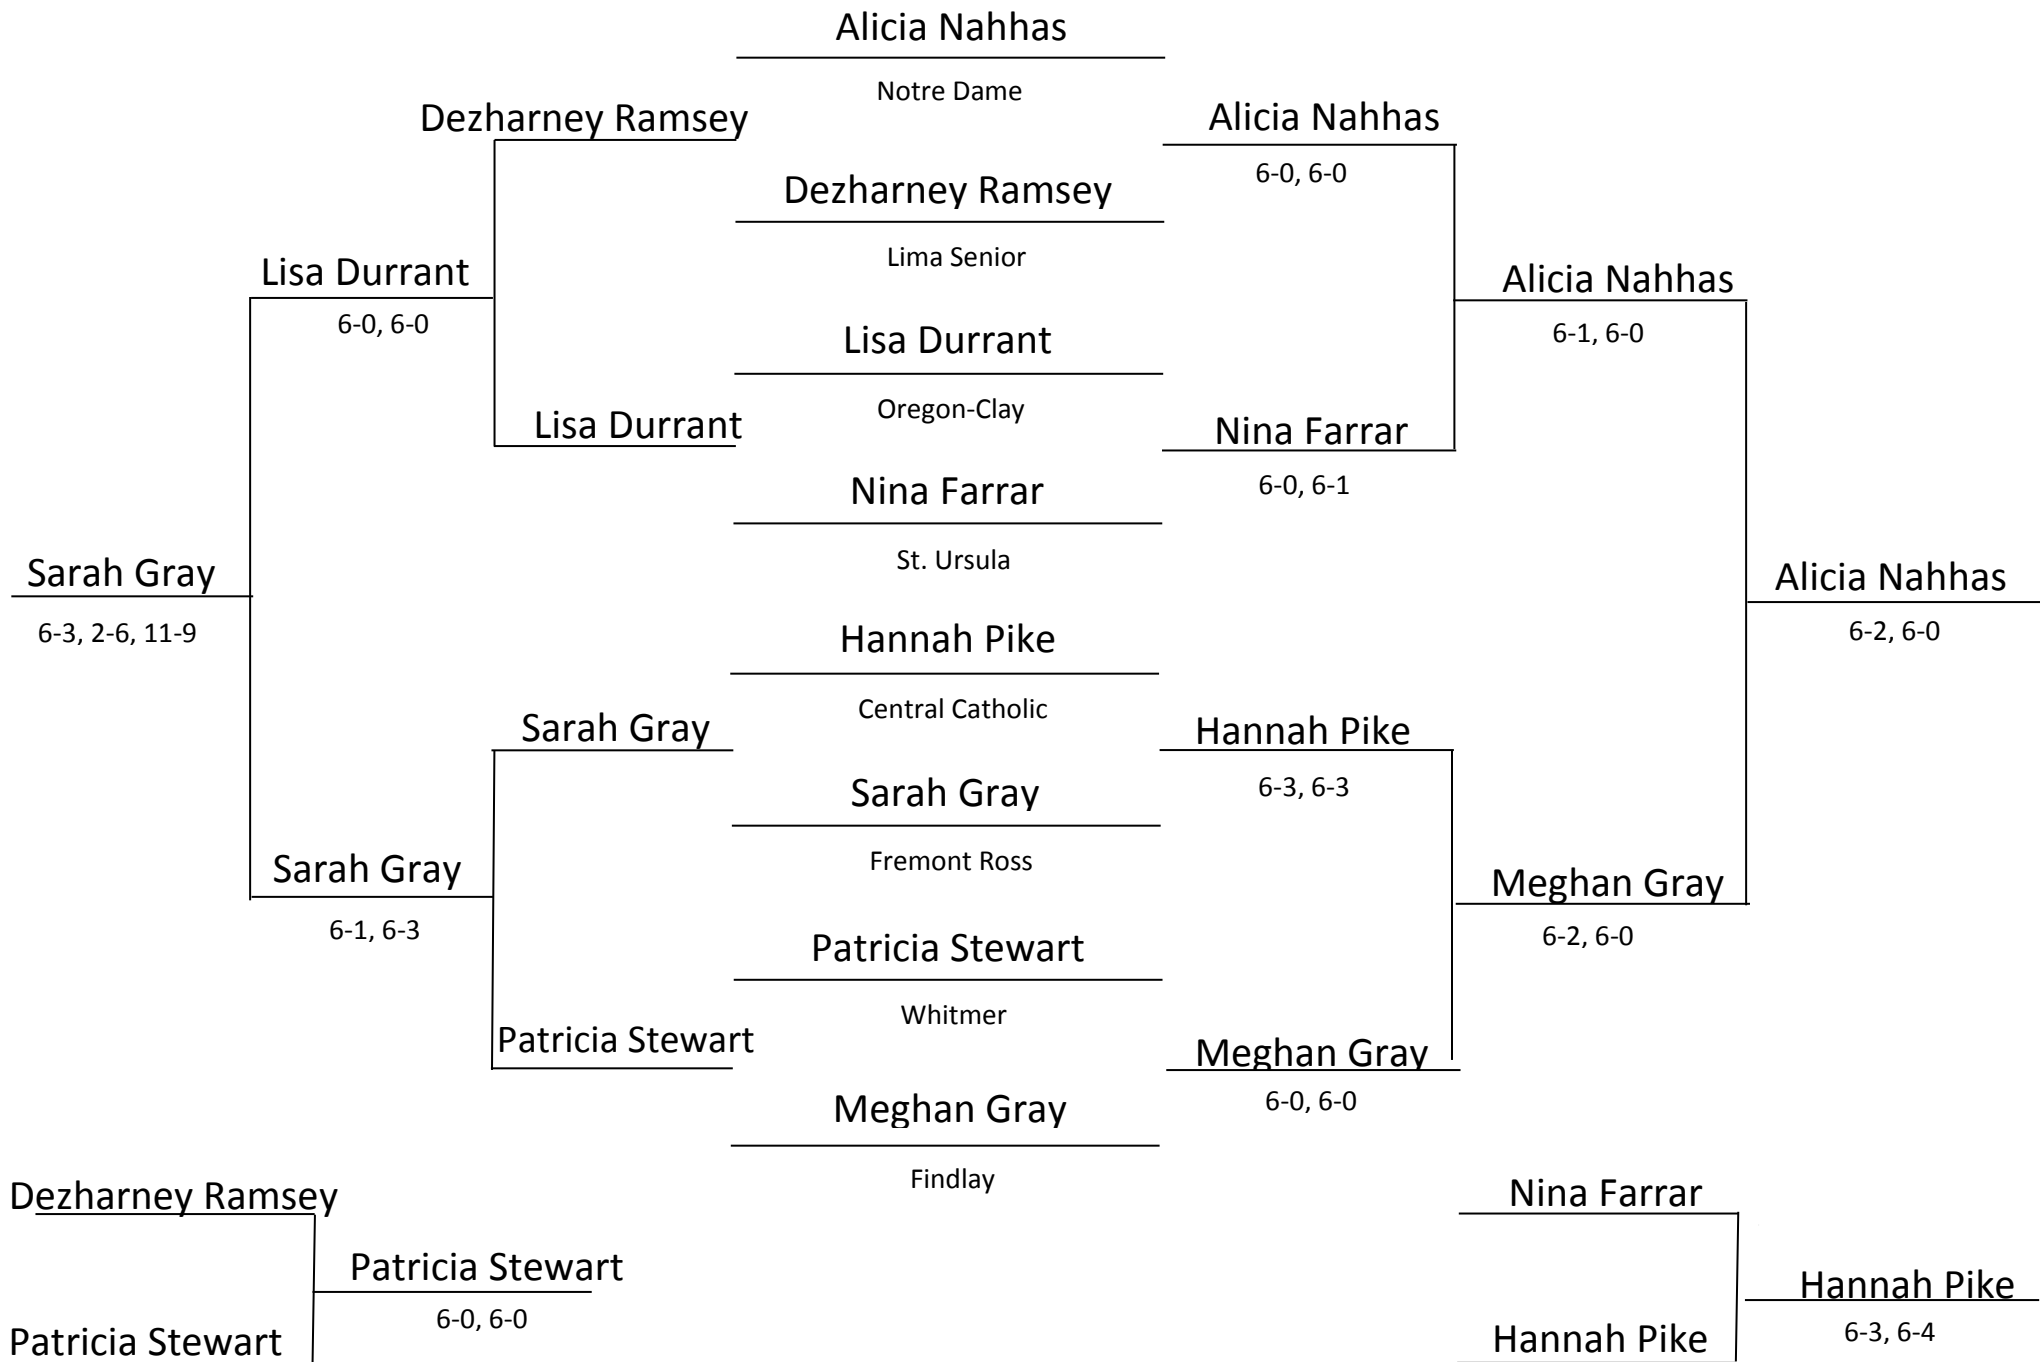 Alicia Nahhas
Notre Dame
Dezharney Ramsey
Alicia Nahhas
6-0, 6-0
Dezharney Ramsey
Lima Senior
Lisa Durrant
6-0, 6-0
Alicia Nahhas
6-1, 6-0
Lisa Durrant
Oregon-Clay
Lisa Durrant
Nina Farrar
6-0, 6-1
Nina Farrar
St. Ursula
Sarah Gray
6-3, 2-6, 11-9
Alicia Nahhas
6-2, 6-0
Hannah Pike
Central Catholic
Sarah Gray
Hannah Pike
6-3, 6-3
Sarah Gray
Fremont Ross
Sarah Gray
6-1, 6-3
Meghan Gray
6-2, 6-0
Patricia Stewart
Whitmer
Patricia Stewart
Meghan Gray
6-0, 6-0
Meghan Gray
Findlay
Dezharney Ramsey
Patricia Stewart
6-0, 6-0
Patricia Stewart
Nina Farrar
Hannah Pike
6-3, 6-4
Hannah Pike